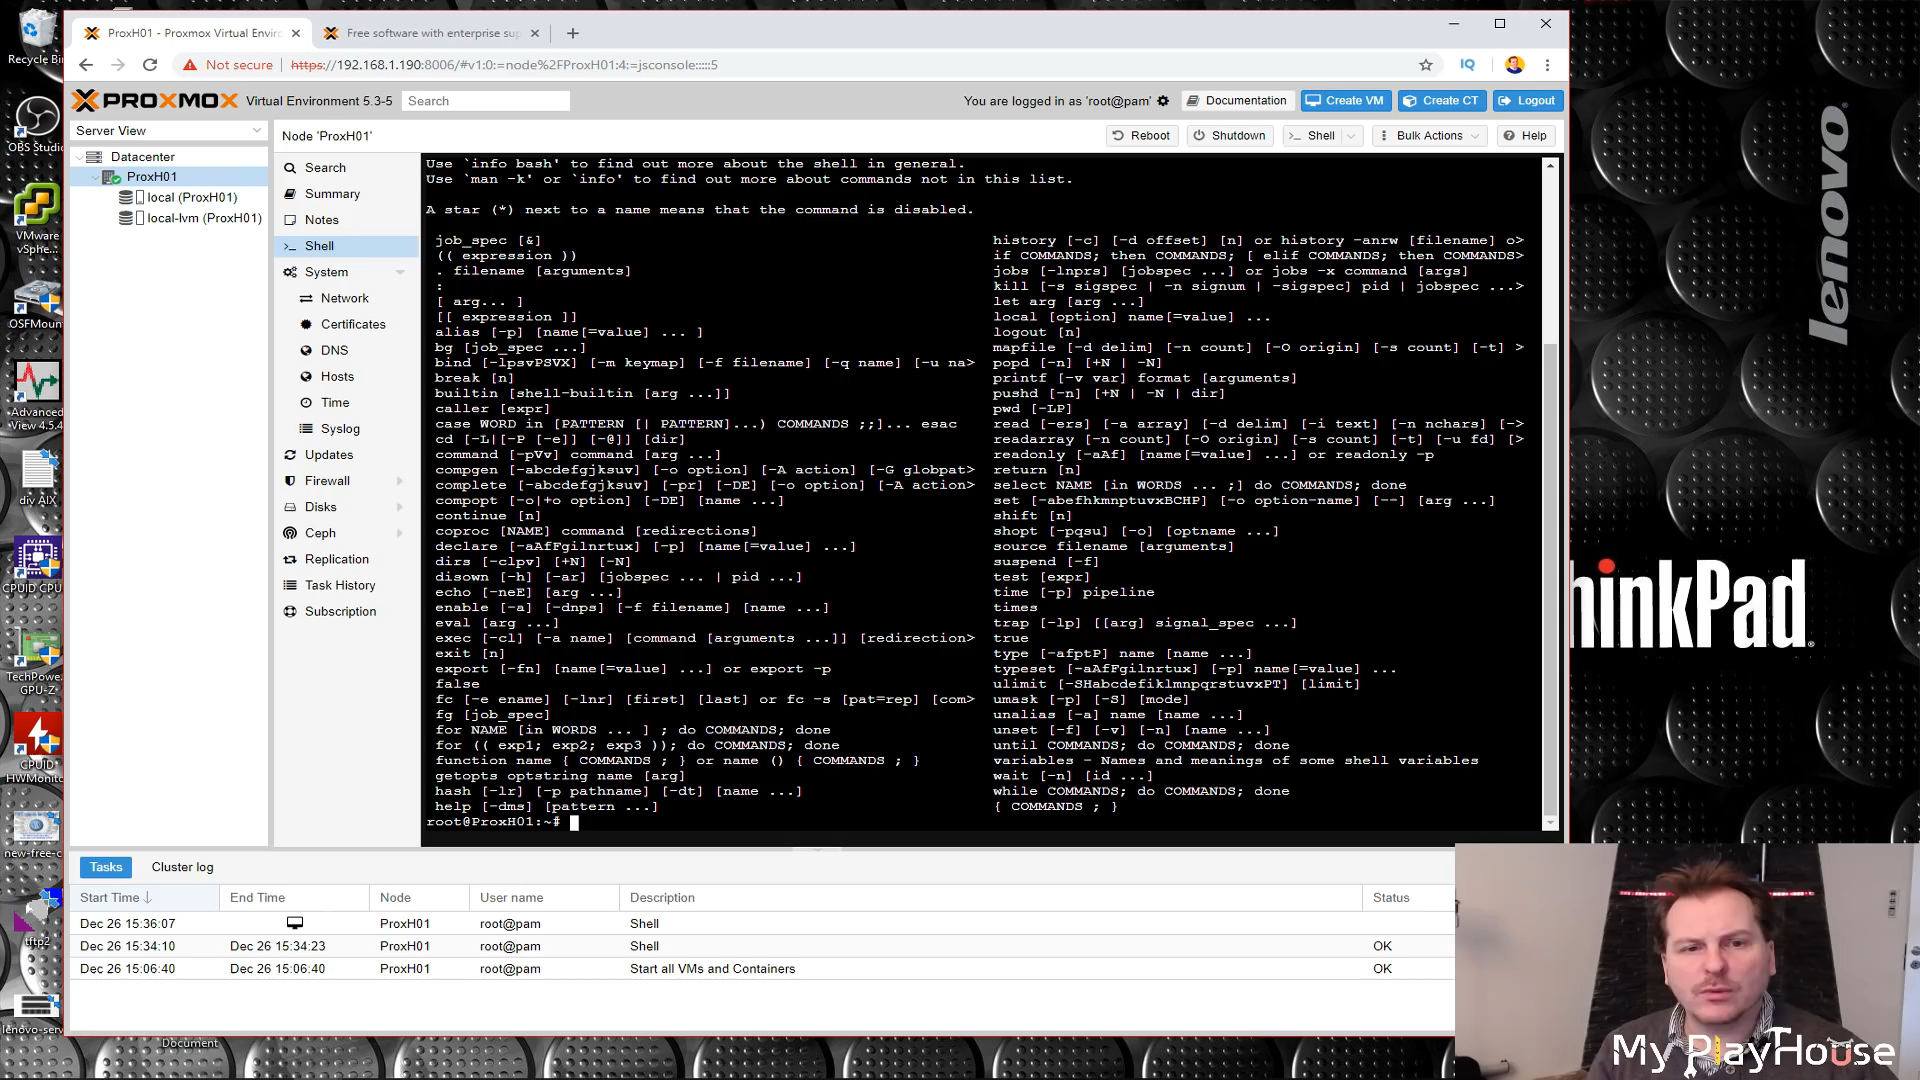 ProxH01 - Proxmox Virtual Enviro
Free software with enterprise sup
Not secure
https://192.168.1.190:8006/#v1:0:=node%2FProxH01:4:=jsconsole:::::5
PROXMOX Virtual Environment 5.3-5
Search
You are logged in as 'root@pam'
Documentation
Create VM
Create CT
Logout
Server View
Node 'ProxH01'
Reboot
Shutdown
Shell
Bulk Actions
Help
Datacenter
ProxH01
local (ProxH01)
local-lvm (ProxH01)
Search
Summary
Notes
Shell
System
Network
Certificates
DNS
Hosts
Time
Syslog
Updates
Firewall
Disks
Ceph
Replication
Task History
Subscription
Use `info bash' to find out more about the shell in general.
Use `man -k' or `info' to find out more about commands not in this list.
A star (*) next to a name means that the command is disabled.
job_spec [&]
(( expression ))
. filename [arguments]
:
[ arg... ]
[[ expression ]]
alias [-p] [name[=value] ... ]
bg [job_spec ...]
bind [-lpsvPSVX] [-m keymap] [-f filename] [-q name] [-u na>
break [n]
builtin [shell-builtin [arg ...]]
caller [expr]
case WORD in [PATTERN [| PATTERN]...) COMMANDS ;;]... esac
cd [-L|[-P [-e]] [-@]] [dir]
command [-pVv] command [arg ...]
compgen [-abcdefgjksuv] [-o option] [-A action] [-G globpat>
complete [-abcdefgjksuv] [-pr] [-DE] [-o option] [-A action>
compopt [-o|+o option] [-DE] [name ...]
continue [n]
coproc [NAME] command [redirections]
declare [-aAfFgilnrtux] [-p] [name[=value] ...]
dirs [-clpv] [+N] [-N]
disown [-h] [-ar] [jobspec ... | pid ...]
echo [-neE] [arg ...]
enable [-a] [-dnps] [-f filename] [name ...]
eval [arg ...]
exec [-cl] [-a name] [command [arguments ...]] [redirection>
exit [n]
export [-fn] [name[=value] ...] or export -p
false
fc [-e ename] [-lnr] [first] [last] or fc -s [pat=rep] [com>
fg [job_spec]
for NAME [in WORDS ... ] ; do COMMANDS; done
for (( exp1; exp2; exp3 )); do COMMANDS; done
function name { COMMANDS ; } or name () { COMMANDS ; }
getopts optstring name [arg]
hash [-lr] [-p pathname] [-dt] [name ...]
help [-dms] [pattern ...]
history [-c] [-d offset] [n] or history -anrw [filename] o>
if COMMANDS; then COMMANDS; [ elif COMMANDS; then COMMANDS>
jobs [-lnprs] [jobspec ...] or jobs -x command [args]
kill [-s sigspec | -n signum | -sigspec] pid | jobspec ...>
let arg [arg ...]
local [option] name[=value] ...
logout [n]
mapfile [-d delim] [-n count] [-O origin] [-s count] [-t] >
popd [-n] [+N | -N]
printf [-v var] format [arguments]
pushd [-n] [+N | -N | dir]
pwd [-LP]
read [-ers] [-a array] [-d delim] [-i text] [-n nchars] [->
readarray [-n count] [-O origin] [-s count] [-t] [-u fd] [>
readonly [-aAf] [name[=value] ...] or readonly -p
return [n]
select NAME [in WORDS ... ;] do COMMANDS; done
set [-abefhkmnptuvxBCHP] [-o option-name] [--] [arg ...]
shift [n]
shopt [-pqsu] [-o] [optname ...]
source filename [arguments]
suspend [-f]
test [expr]
time [-p] pipeline
times
trap [-lp] [[arg] signal_spec ...]
true
type [-afptP] name [name ...]
typeset [-aAfFgilnrtux] [-p] name[=value] ...
ulimit [-SHabcdefiklmnpqrstuvxPT] [limit]
umask [-p] [-S] [mode]
unalias [-a] name [name ...]
unset [-f] [-v] [-n] [name ...]
until COMMANDS; do COMMANDS; done
variables - Names and meanings of some shell variables
wait [-n] [id ...]
while COMMANDS; do COMMANDS; done
{ COMMANDS ; }
root@ProxH01:~#
Tasks
Cluster log
Start Time End Time Node User name Description Status
Dec 26 15:36:07 ProxH01 root@pam Shell
Dec 26 15:34:10 Dec 26 15:34:23 ProxH01 root@pam Shell OK
Dec 26 15:06:40 Dec 26 15:06:40 ProxH01 root@pam Start all VMs and Containers OK
Recycle Bin
OBS Studio
VMware
vSphe...
OSFMount
Advanced
View 4.5.4
div AIX
CPUID CPU
TechPowe
GPU-Z
CPUID
HWMonito
new-free-c
tftp2
lenovo-serv
Document
lenovo
hinkPad
My PlayHouse